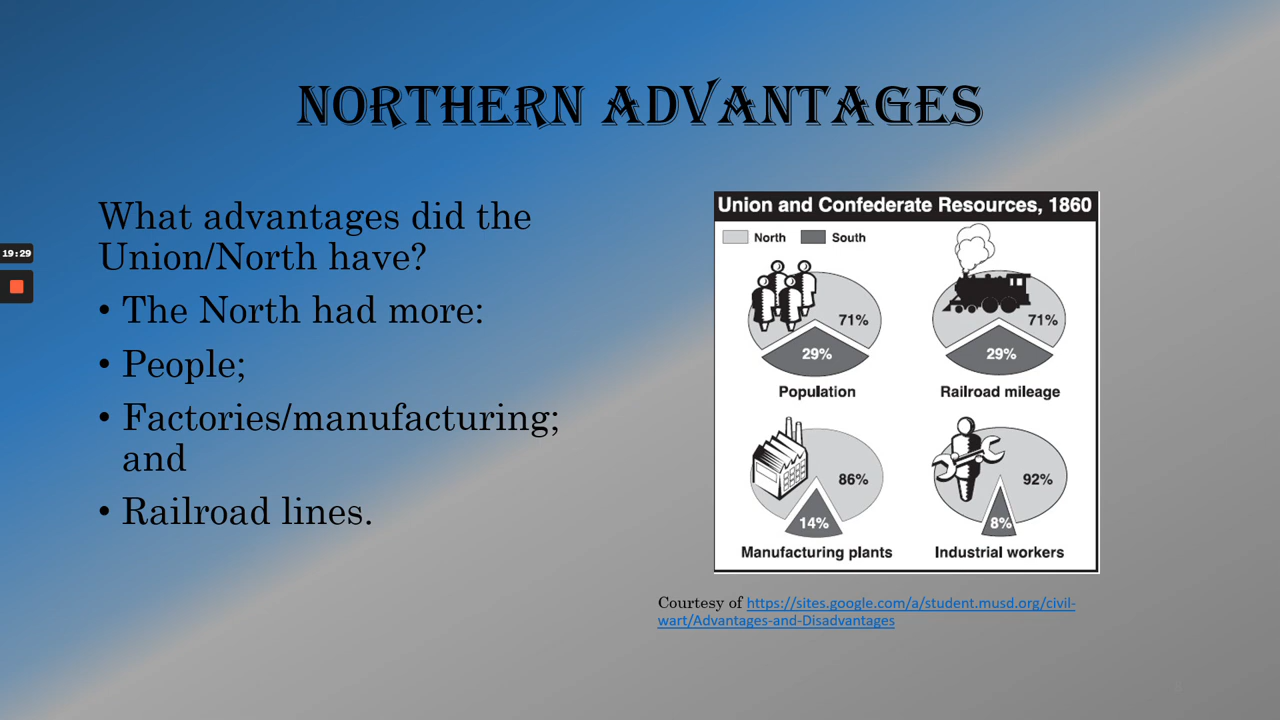 NORTHERN ADVANTAGES
What advantages did the
Union/North have?
• The North had more:
• People;
• Factories/manufacturing;
and
• Railroad lines.
19:29
Union and Confederate Resources, 1860
North South
71%
29%
Population
71%
29%
Railroad mileage
86%
14%
Manufacturing plants
92%
8%
Industrial workers
Courtesy of https://sites.google.com/a/student.musd.org/civil-
wart/Advantages-and-Disadvantages